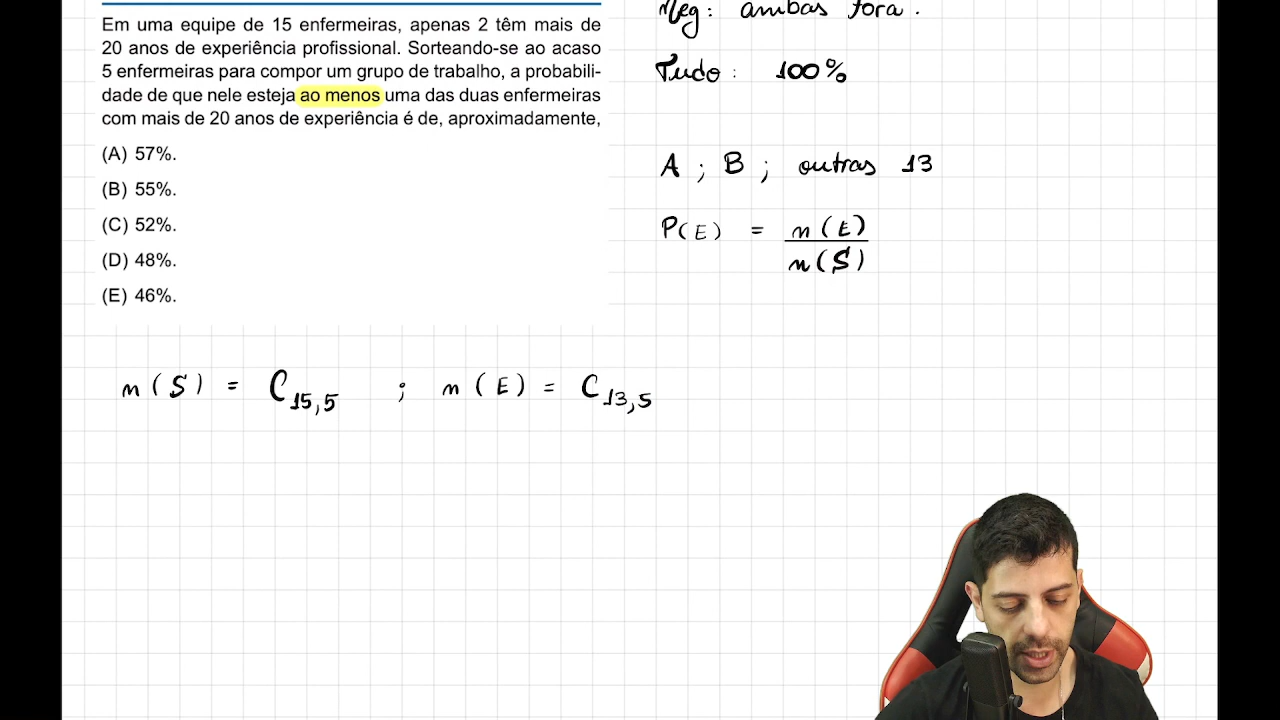 Em uma equipe de 15 enfermeiras, apenas 2 têm mais de
20 anos de experiência profissional. Sorteando-se ao acaso
5 enfermeiras para compor um grupo de trabalho, a probabili-
dade de que nele esteja ao menos uma das duas enfermeiras
com mais de 20 anos de experiência é de, aproximadamente,
(A) 57%.
(B) 55%.
(C) 52%.
(D) 48%.
(E) 46%.
Neg: ambas fora.
Tudo: 100%
A ; B ; outras 13
P(E) = n(E)
n(S)
n(S) = C15,5 ; n(E) = C13,5